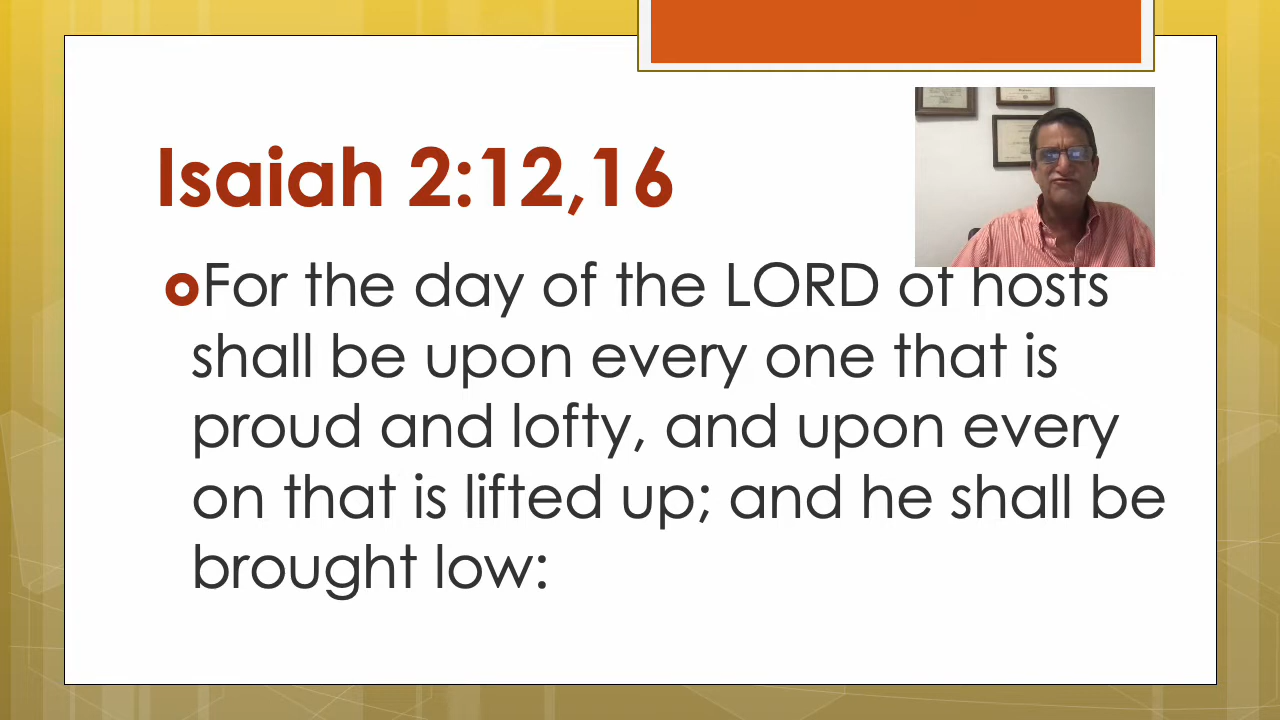 Isaiah 2:12,16
For the day of the LORD of hosts
shall be upon every one that is
proud and lofty, and upon every
on that is lifted up; and he shall be
brought low: